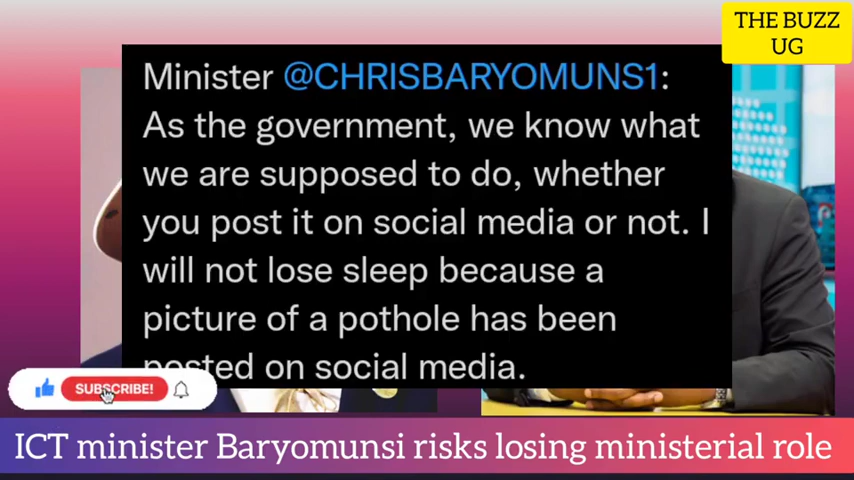 THE BUZZ
UG
Minister @CHRISBARYOMUNS1:
As the government, we know what
we are supposed to do, whether
you post it on social media or not. I
will not lose sleep because a
picture of a pothole has been
posted on social media.
SUBSCRIBE!
ICT minister Baryomunsi risks losing ministerial role